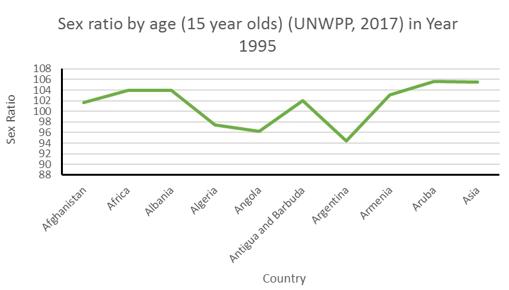 Sex ratio by age (15 year olds) (UNWPP, 2017) in Year
1995
108
106
104
102
100
98
96
94
92
90
88
Sex Ratio
Afghanistan
Africa
Albania
Algeria
Angola
Antigua and Barbuda
Argentina
Armenia
Aruba
Asia
Country